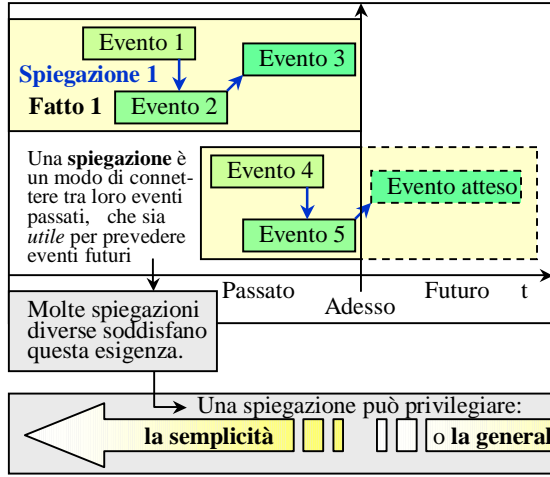 Evento 1
Evento 3
Spiegazione 1
Fatto 1
Evento 2
Una spiegazione è
un modo di connet-
tere tra loro eventi
passati, che sia
utile per prevedere
eventi futuri
Evento 4
Evento atteso
Evento 5
Passato
Futuro
t
Adesso
Molte spiegazioni
diverse soddisfano
questa esigenza.
Una spiegazione può privilegiare:
la semplicità
o la general